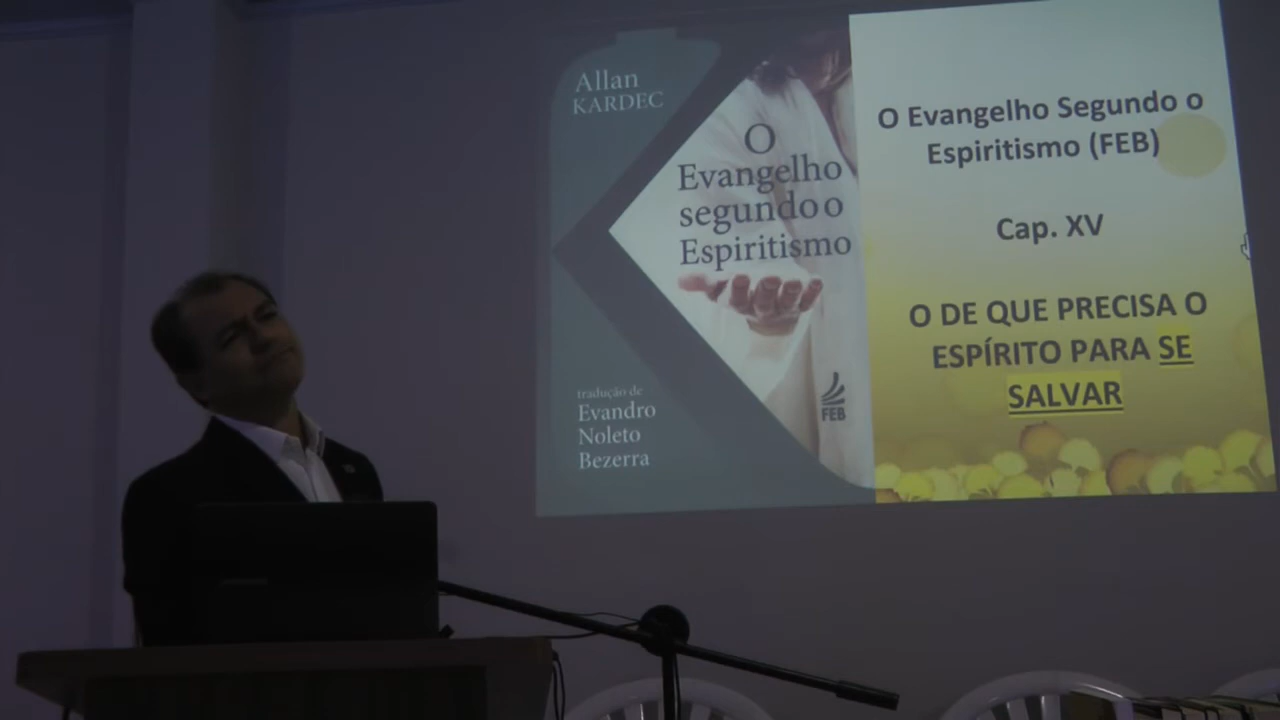 Allan
KARDEC
O
Evangelho
segundo o
Espiritismo
tradução de
Evandro
Noleto
Bezerra
FEB
O Evangelho Segundo o
Espiritismo (FEB)
Cap. XV
O DE QUE PRECISA O
ESPÍRITO PARA SE
SALVAR